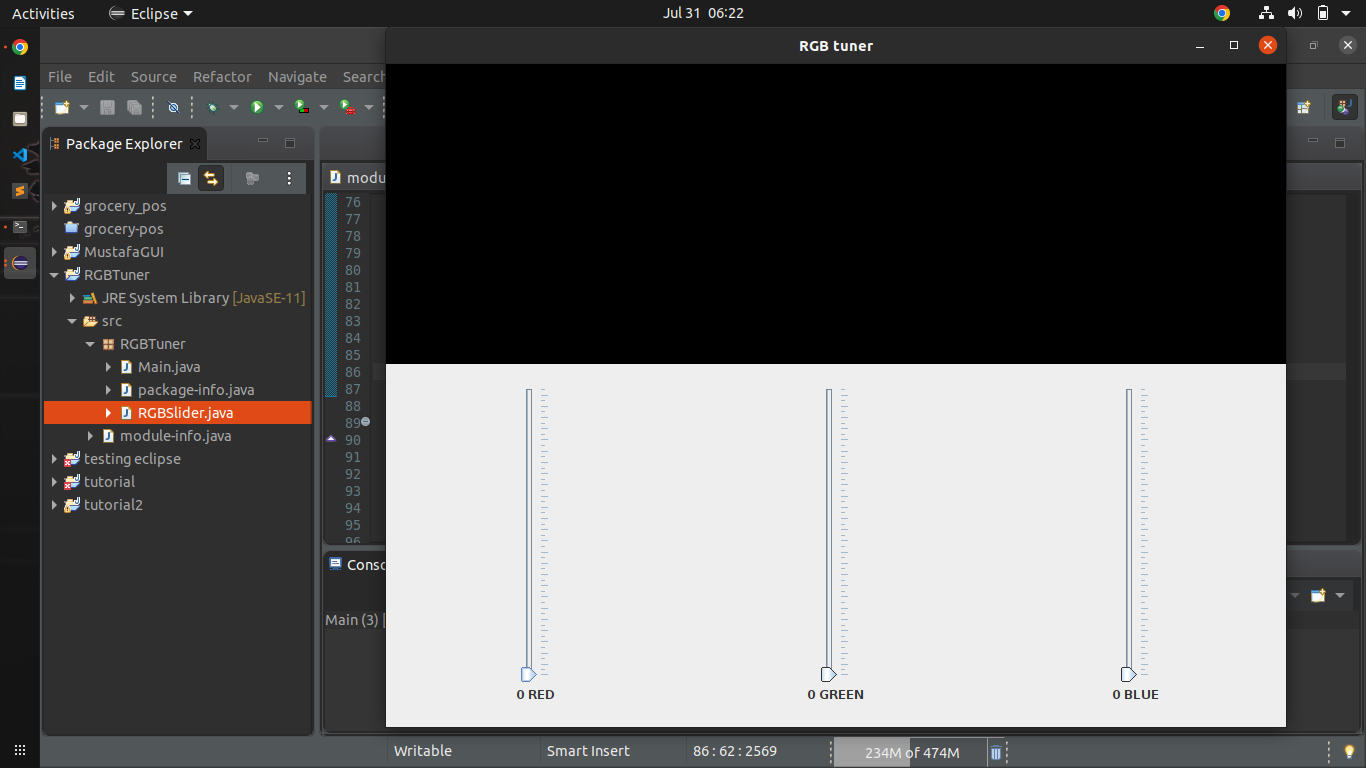 Activities
Eclipse
Jul 31 06:22
RGB tuner
File Edit Source Refactor Navigate Search
Package Explorer
modu
grocery_pos
grocery-pos
MustafaGUI
RGBTuner
JRE System Library [JavaSE-11]
src
RGBTuner
Main.java
package-info.java
RGBSlider.java
module-info.java
testing eclipse
tutorial
tutorial2
76
77
78
79
80
81
82
83
84
85
86
87
88
89
90
91
92
93
94
95
96
Conso
Main (3) [
0 RED
0 GREEN
0 BLUE
Writable
Smart Insert
86 : 62 : 2569
234M of 474M